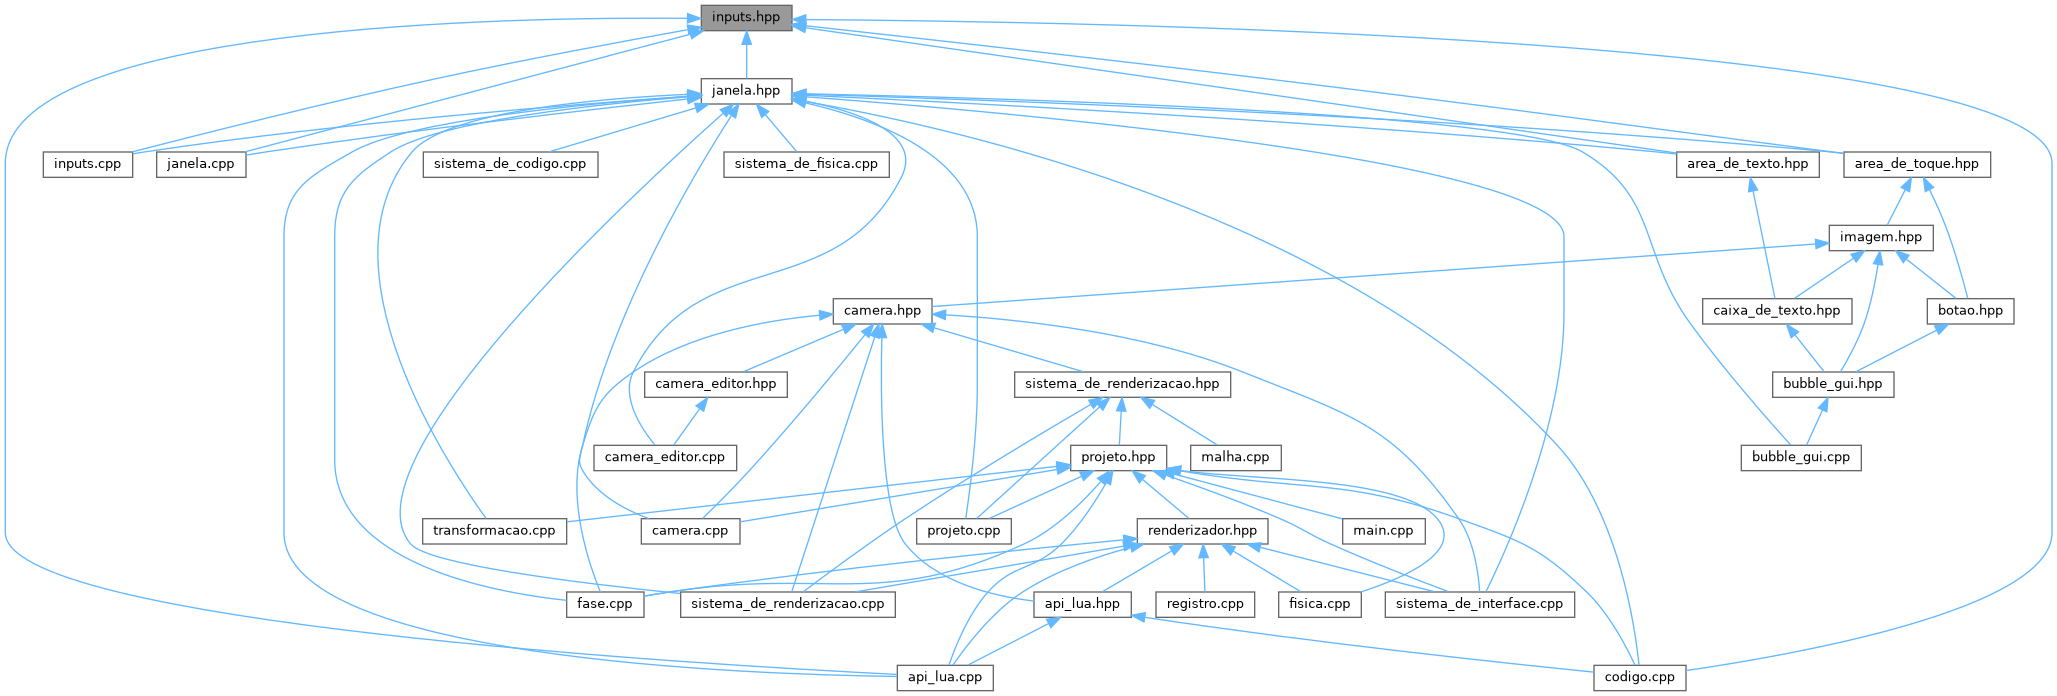 inputs.hpp
janela.hpp
inputs.cpp
janela.cpp
sistema_de_codigo.cpp
sistema_de_fisica.cpp
area_de_texto.hpp
area_de_toque.hpp
imagem.hpp
camera.hpp
caixa_de_texto.hpp
botao.hpp
camera_editor.hpp
sistema_de_renderizacao.hpp
bubble_gui.hpp
camera_editor.cpp
projeto.hpp
malha.cpp
bubble_gui.cpp
transformacao.cpp
camera.cpp
projeto.cpp
renderizador.hpp
main.cpp
fase.cpp
sistema_de_renderizacao.cpp
api_lua.hpp
registro.cpp
fisica.cpp
sistema_de_interface.cpp
api_lua.cpp
codigo.cpp